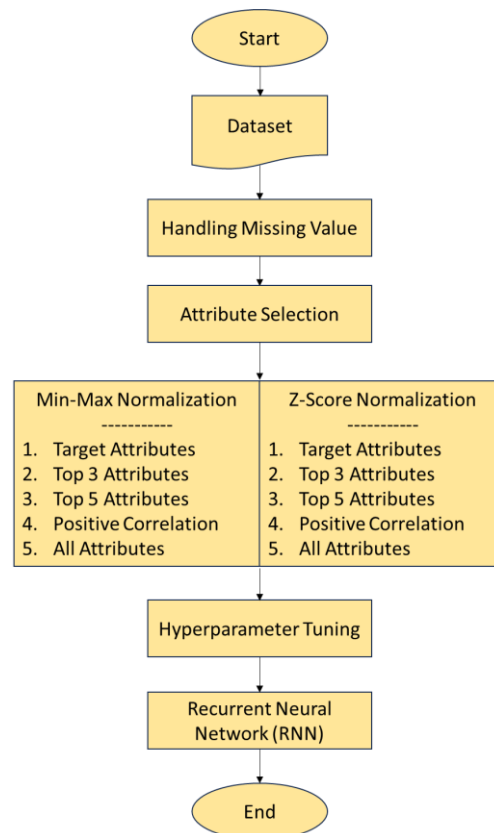 Start
Dataset
Handling Missing Value
Attribute Selection
Min-Max Normalization
-----------
1. Target Attributes
2. Top 3 Attributes
3. Top 5 Attributes
4. Positive Correlation
5. All Attributes
Z-Score Normalization
-----------
1. Target Attributes
2. Top 3 Attributes
3. Top 5 Attributes
4. Positive Correlation
5. All Attributes
Hyperparameter Tuning
Recurrent Neural
Network (RNN)
End